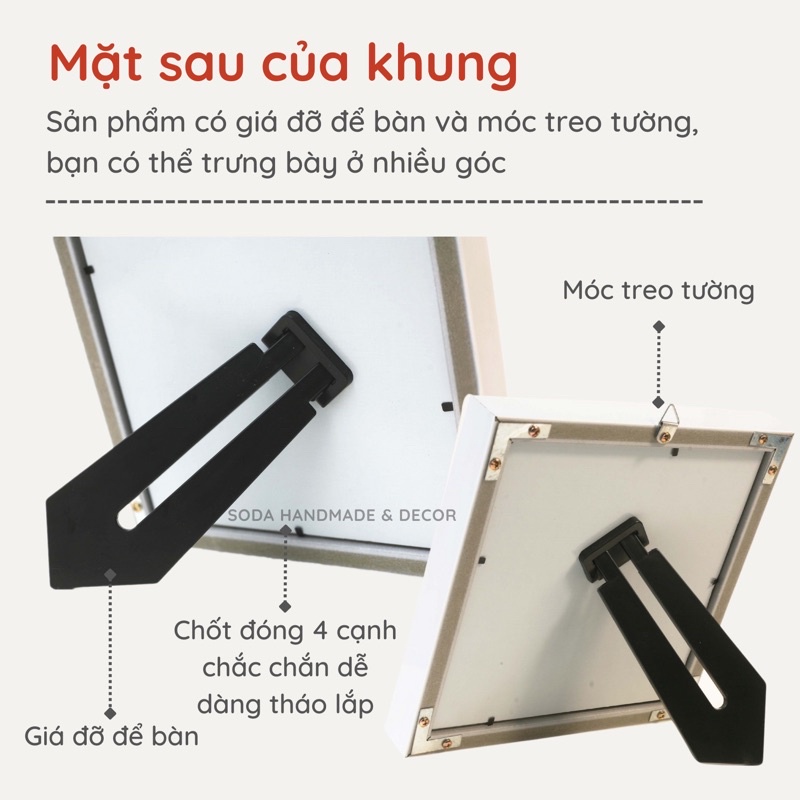 Mặt sau của khung
Sản phẩm có giá đỡ để bàn và móc treo tường,
bạn có thể trưng bày ở nhiều góc
Móc treo tường
SODA HANDMADE & DECOR
Chốt đóng 4 cạnh
chắc chắn dễ
dàng tháo lắp
Giá đỡ để bàn